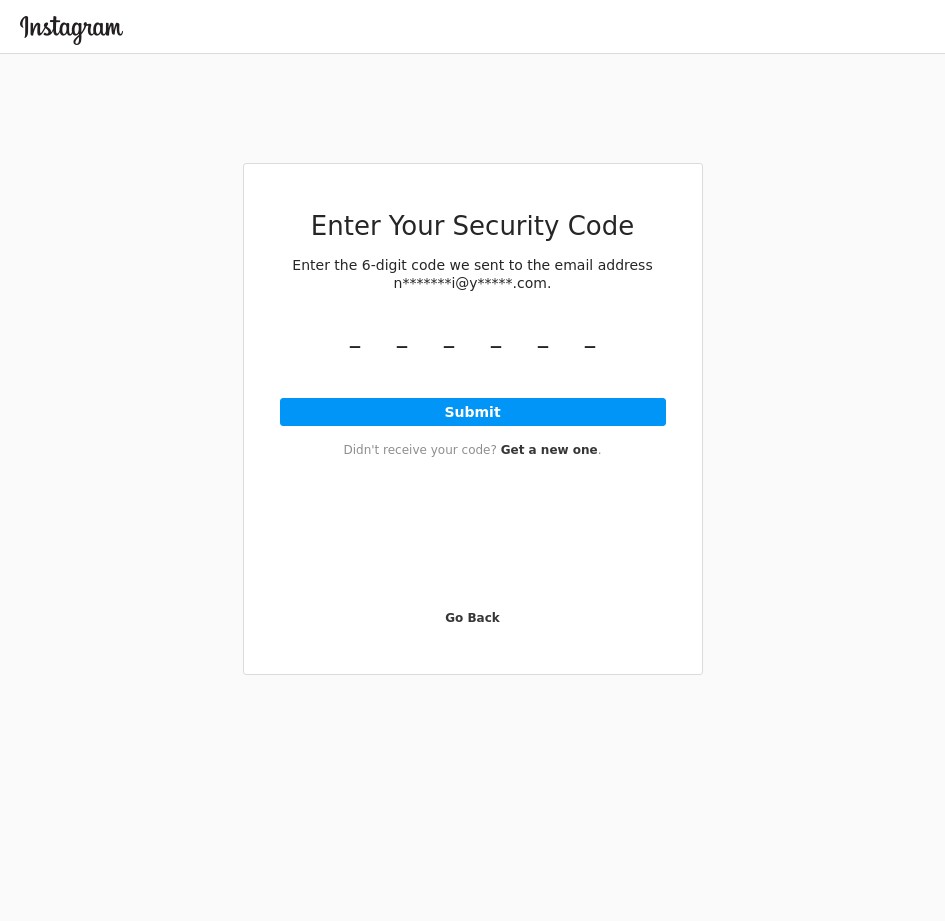 Instagram
Enter Your Security Code
Enter the 6-digit code we sent to the email address
n*******i@y*****.com.
_ _ _ _ _ _
Submit
Didn't receive your code? Get a new one.
Go Back